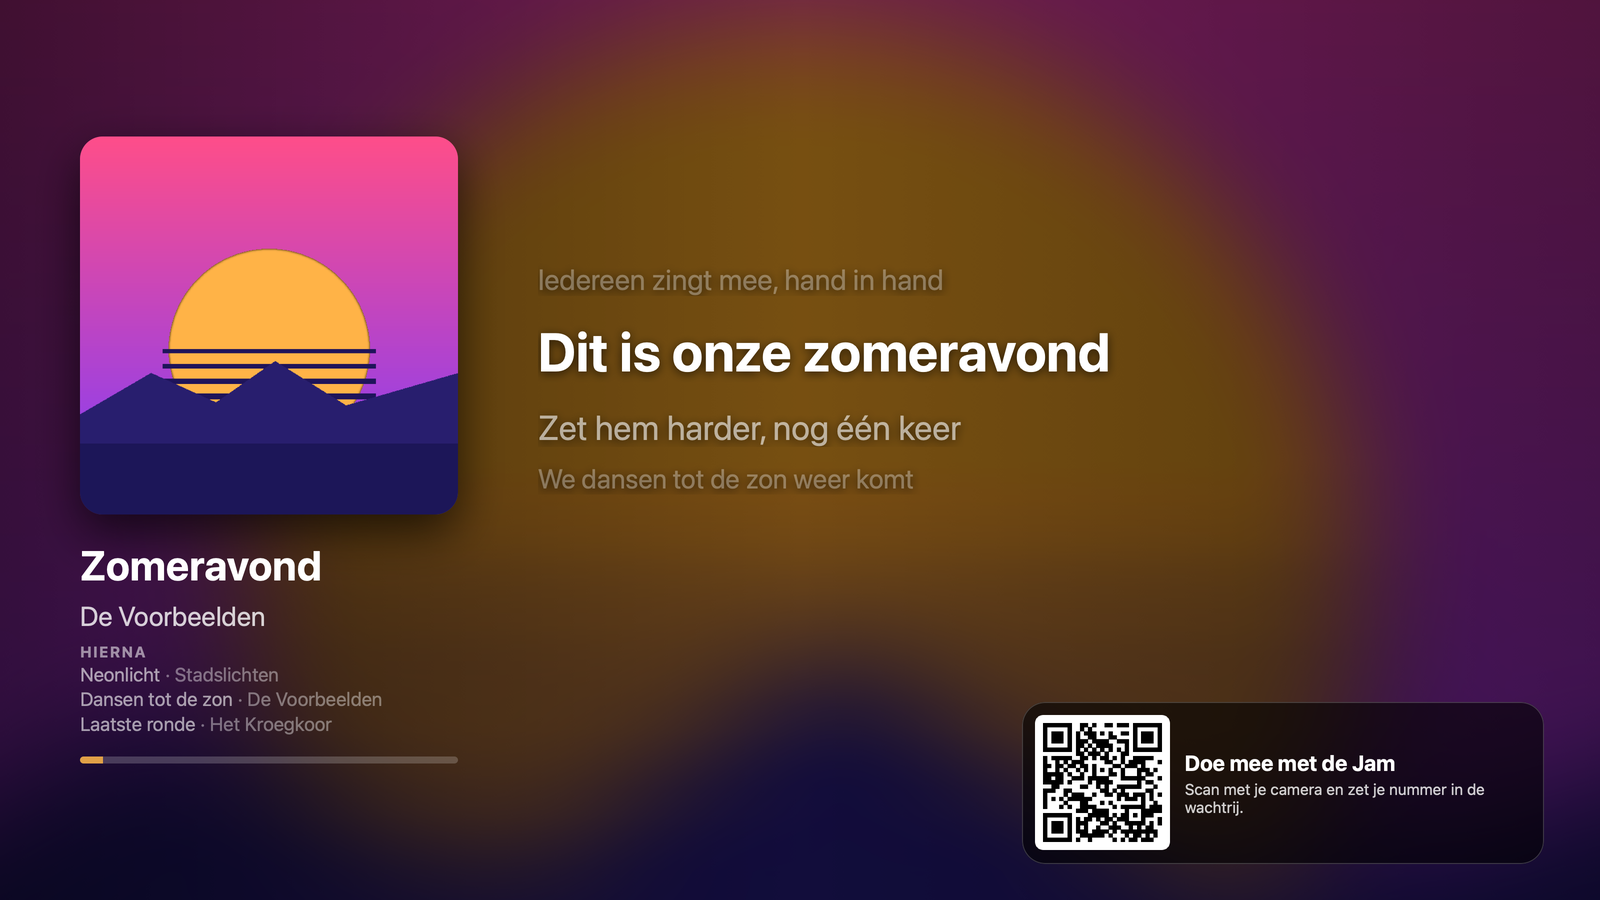 Iedereen zingt mee, hand in hand
Dit is onze zomeravond
Zet hem harder, nog één keer
We dansen tot de zon weer komt
Zomeravond
De Voorbeelden
HIERNA
Neonlicht · Stadslichten
Dansen tot de zon · De Voorbeelden
Laatste ronde · Het Kroegkoor
Doe mee met de Jam
Scan met je camera en zet je nummer in de
wachtrij.